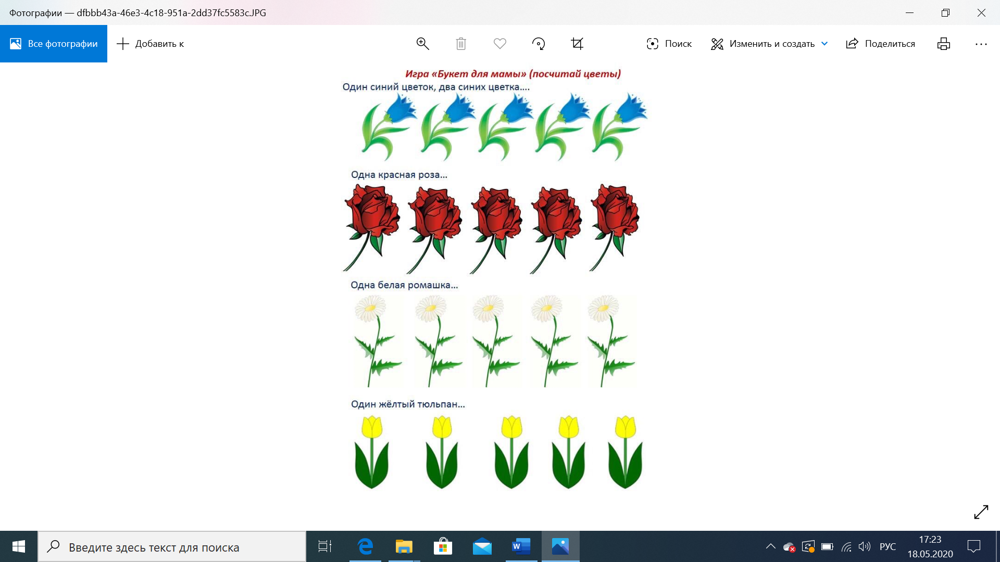 Фотографии — dfbbb43a-46e3-4c18-951a-2dd37fc5583c.JPG
Все фотографии
Добавить к
Поиск
Изменить и создать
Поделиться
Игра «Букет для мамы» (посчитай цветы)
Один синий цветок, два синих цветка....
Одна красная роза...
Одна белая ромашка...
Один жёлтый тюльпан...
Введите здесь текст для поиска
W
РУС
17:23
18.05.2020